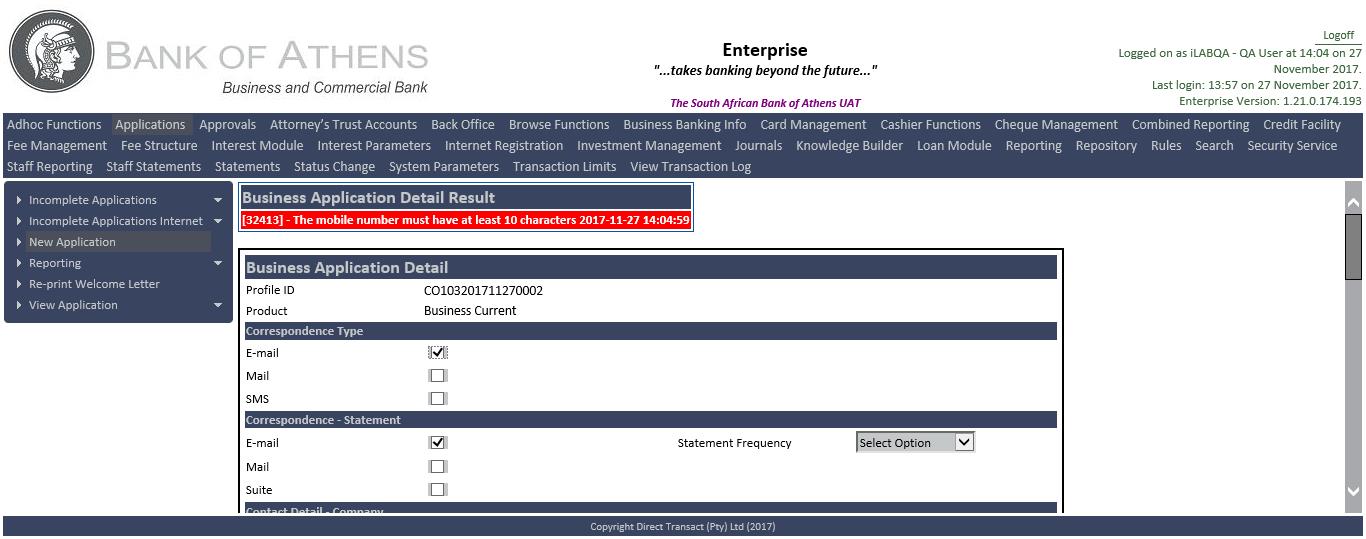 BANK OF ATHENS
Business and Commercial Bank
Enterprise
"...takes banking beyond the future..."
The South African Bank of Athens UAT
Logoff
Logged on as iLABQA - QA User at 14:04 on 27
November 2017.
Last login: 13:57 on 27 November 2017.
Enterprise Version: 1.21.0.174.193
Adhoc Functions Applications Approvals Attorney's Trust Accounts Back Office Browse Functions Business Banking Info Card Management Cashier Functions Cheque Management Combined Reporting Credit Facility
Fee Management Fee Structure Interest Module Interest Parameters Internet Registration Investment Management Journals Knowledge Builder Loan Module Reporting Repository Rules Search Security Service
Staff Reporting Staff Statements Statements Status Change System Parameters Transaction Limits View Transaction Log
Incomplete Applications
Incomplete Applications Internet
New Application
Reporting
Re-print Welcome Letter
View Application
Business Application Detail Result
[32413] - The mobile number must have at least 10 characters 2017-11-27 14:04:59
Business Application Detail
Profile ID CO103201711270002
Product Business Current
Correspondence Type
E-mail
Mail
SMS
Correspondence - Statement
E-mail Statement Frequency Select Option
Mail
Suite
Contact Detail - Company
Copyright Direct Transact (Pty) Ltd (2017)